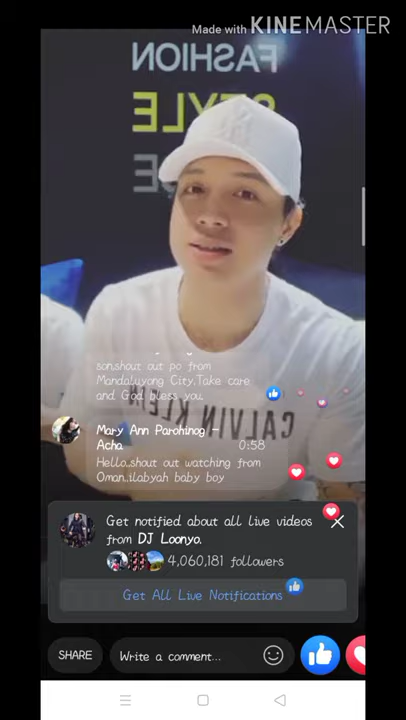 Made with KINEMASTER
FASHION
STYLE
son,shout out po from
Mandaluyong City.Take care
and God bless you.
CALVIN KLEIN
Mary Ann Parohinog -
Acha 0:58
Hello..shout out watching from
Oman..ilabyah baby boy
Get notified about all live videos
from DJ Loonyo.
4,060,181 followers
Get All Live Notifications
SHARE Write a comment...